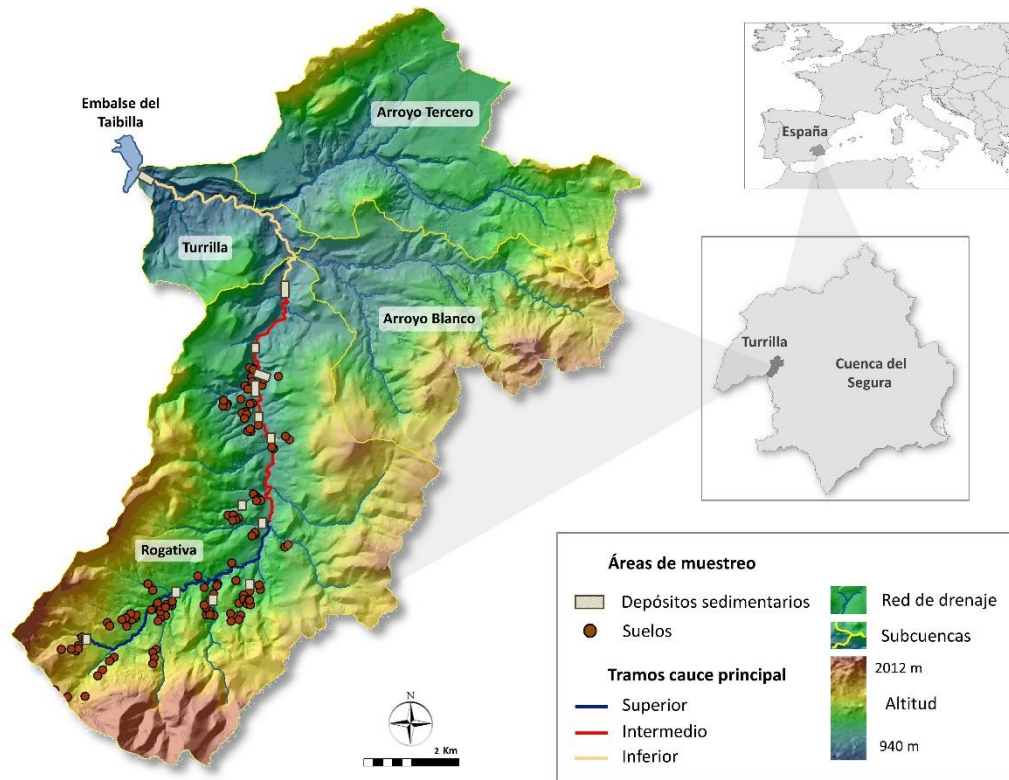 Embalse del
Taibilla
Arroyo Tercero
Turrilla
Arroyo Blanco
Rogativa
N
2 Km
España
Turrilla
Cuenca del
Segura
Áreas de muestreo
Depósitos sedimentarios
Suelos
Tramos cauce principal
Superior
Intermedio
Inferior
Red de drenaje
Subcuencas
2012 m
Altitud
940 m